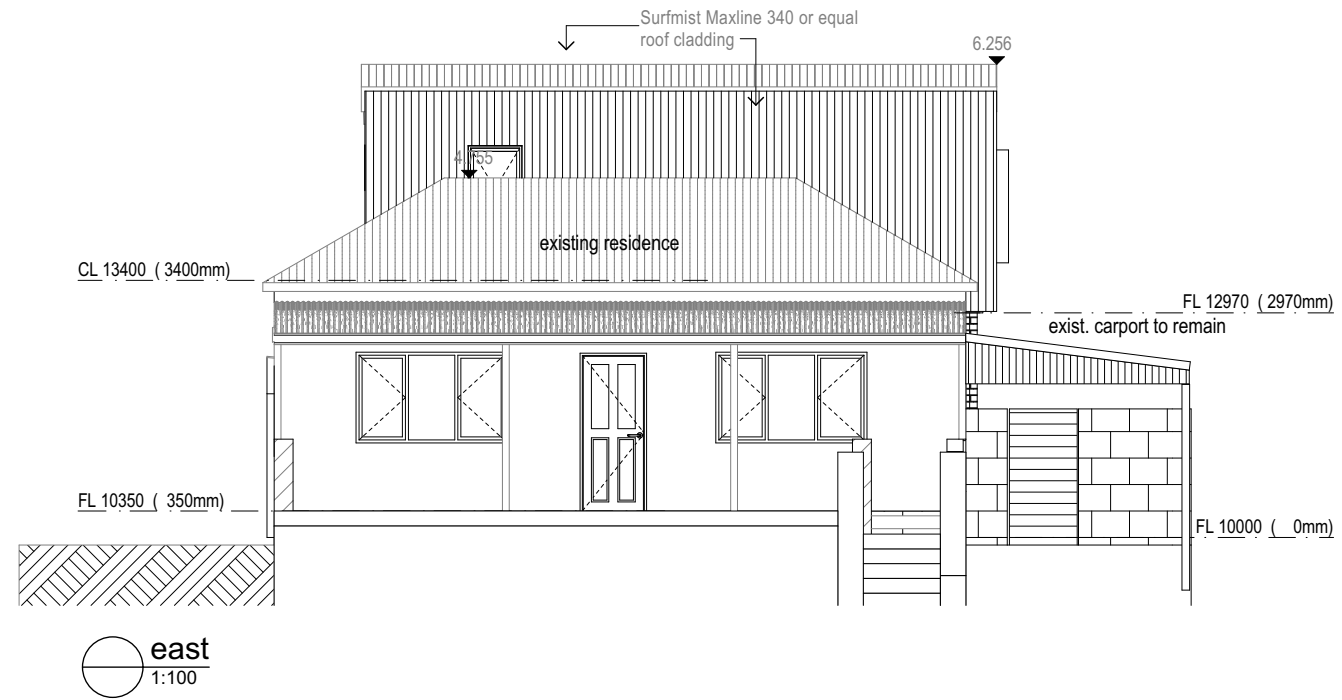 Surfmist Maxline 340 or equal
roof cladding
6.256
existing residence
CL 13400 ( 3400mm)
FL 12970 ( 2970mm)
exist. carport to remain
FL 10350 ( 350mm)
FL 10000 ( 0mm)
east
1:100